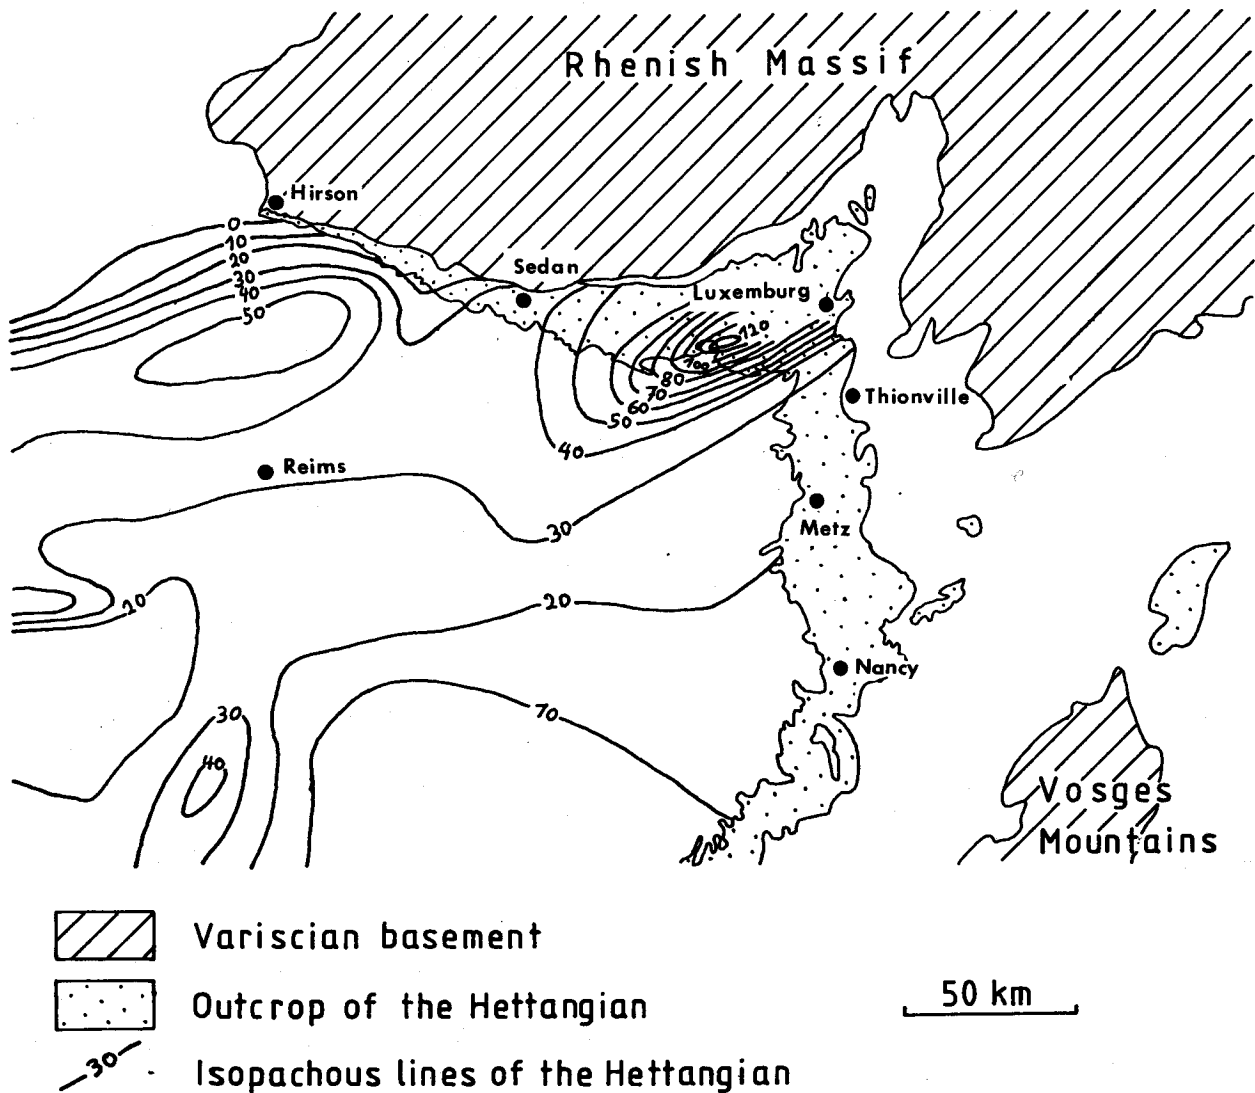 Rhenish Massif
Hirson
0
10
20
30
40
50
Sedan
Luxemburg
120
100
80
70
60
50
40
Thionville
Reims
30
Metz
20
20
Nancy
30
40
10
Vosges
Mountains
Variscian basement
Outcrop of the Hettangian
50 km
30
Isopachous lines of the Hettangian